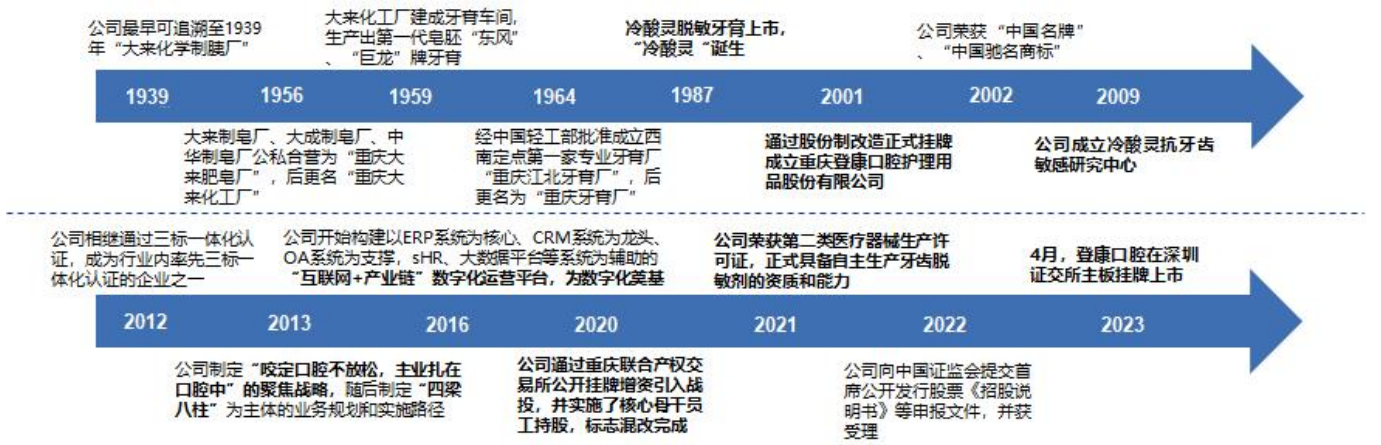 公司最早可追溯至1939
年“大来化学制胰厂”
大来化工厂建成牙膏车间,
生产出第一代皂胚“东风”
、“巨龙”牌牙膏
冷酸灵脱敏牙膏上市,
“冷酸灵“诞生
公司荣获“中国名牌”
、“中国驰名商标”
1939 1956 1959 1964 1987 2001 2002 2009
大来制皂厂、大成制皂厂、中
华制皂厂公私合营为“重庆大
来肥皂厂”,后更名“重庆大
来化工厂”
经中国轻工部批准成立西
南定点第一家专业牙膏厂
“重庆江北牙膏厂”,后
更名为“重庆牙膏厂”
通过股份制改造正式挂牌
成立重庆登康口腔护理用
品股份有限公司
公司成立冷酸灵抗牙齿
敏感研究中心
公司相继通过三标一体化认
证,成为行业内率先三标一
体化认证的企业之一
公司开始构建以ERP系统为核心、CRM系统为龙头、
OA系统为支撑,sHR、大数据平台等系统为辅助的
“互联网+产业链”数字化运营平台,为数字化奠基
公司荣获第二类医疗器械生产许
可证,正式具备自主生产牙齿脱
敏剂的资质和能力
4月,登康口腔在深圳
证交所主板挂牌上市
2012 2013 2016 2020 2021 2022 2023
公司制定“咬定口腔不放松,主业扎在
口腔中”的聚焦战略,随后制定“四梁
八柱”为主体的业务规划和实施路径
公司通过重庆联合产权交
易所公开挂牌增资引入战
投,并实施了核心骨干员
工持股,标志混改完成
公司向中国证监会提交首
席公开发行股票《招股说
明书》等申报文件,并获
受理